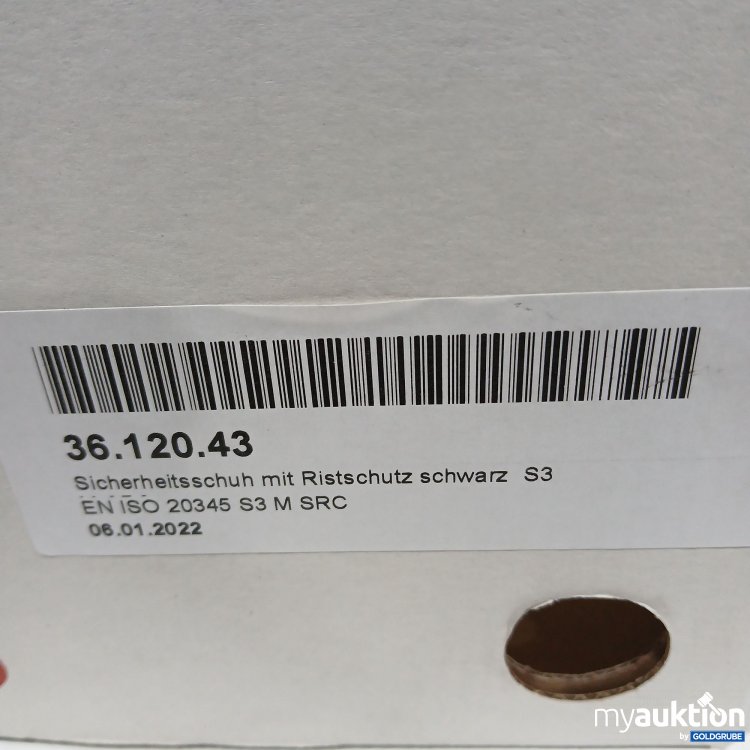 36.120.43
Sicherheitsschuh mit Ristschutz schwarz S3
EN ISO 20345 S3 M SRC
06.01.2022
myauktion
by GOLDGRUBE